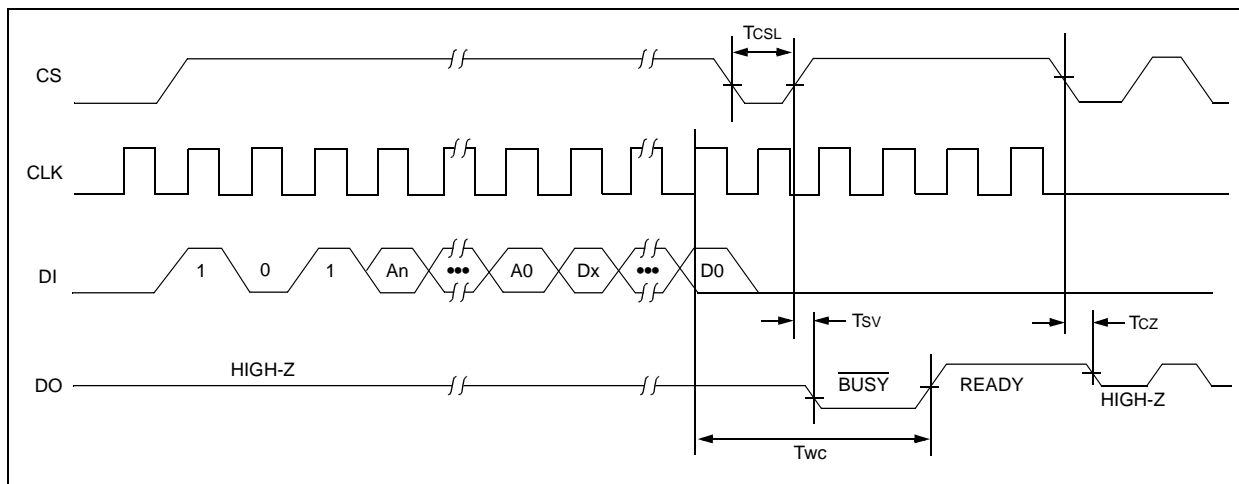 TCSL
CS
CLK
DI
1 0 1 An ••• A0 Dx ••• D0
TSV
TCZ
HIGH-Z
DO
BUSY
READY
HIGH-Z
TWC